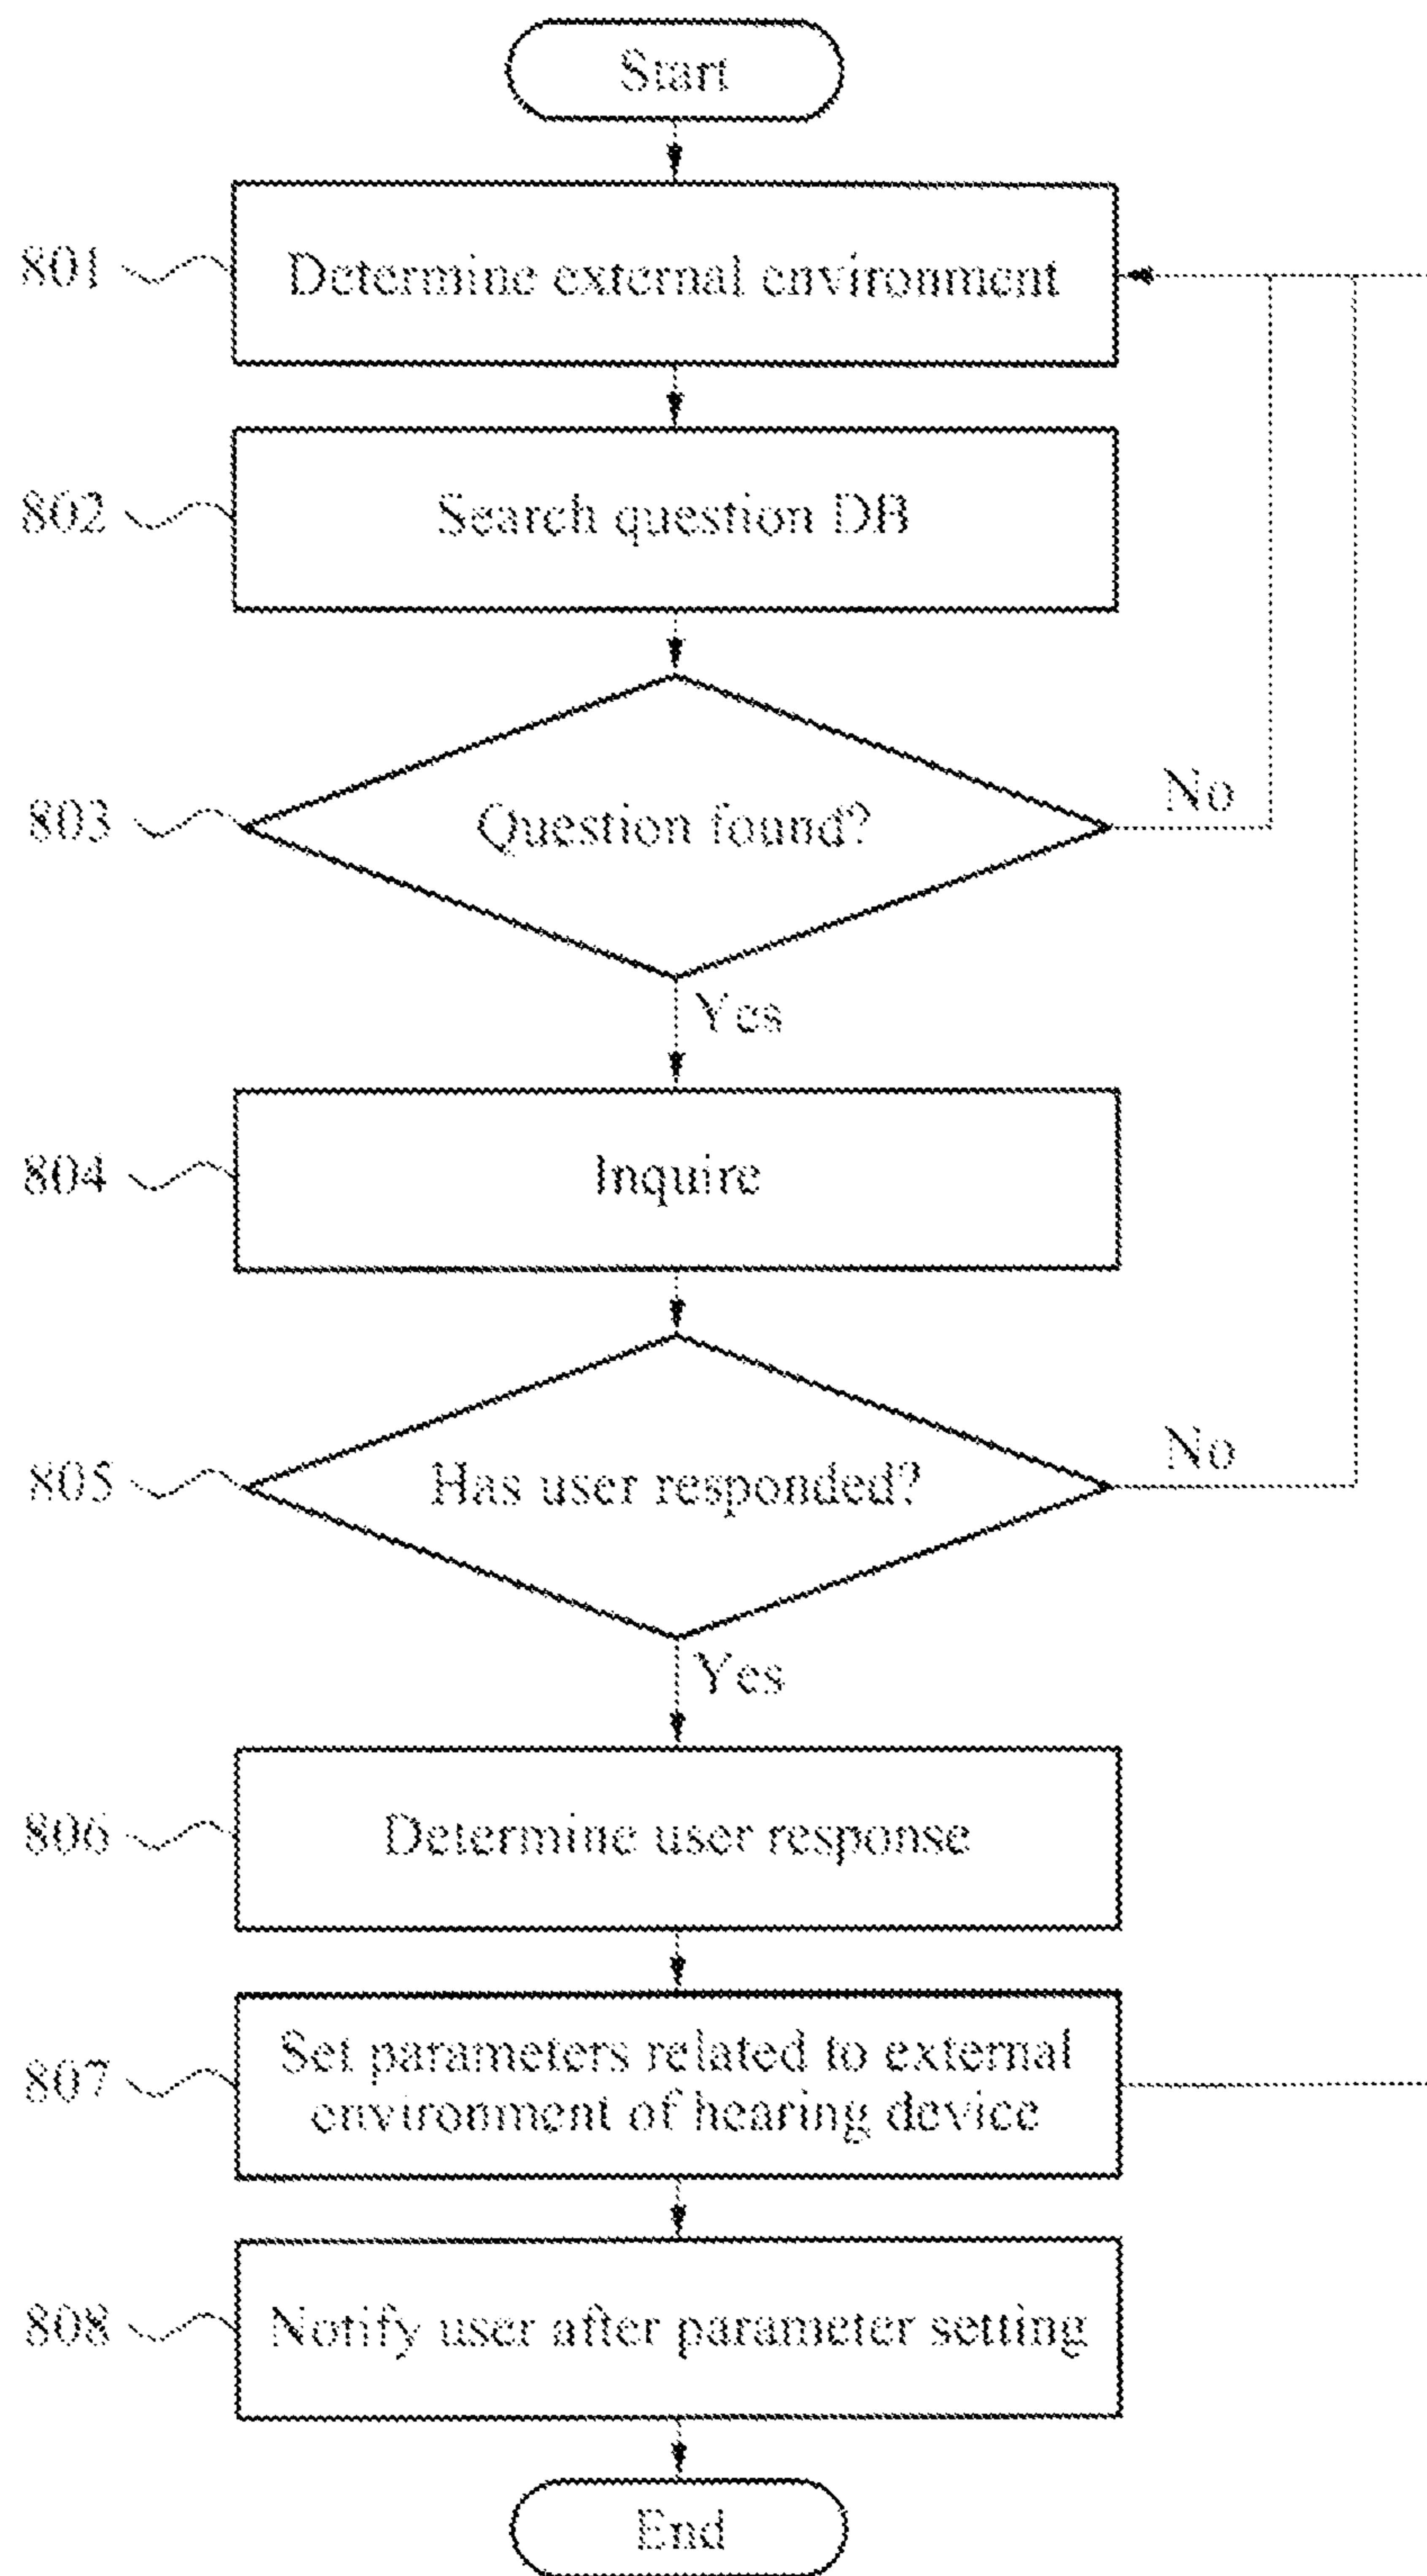 Start
801
Determine external environment
802
Search question DB
803
Question found?
No
Yes
804
Inquire
805
Has user responded?
No
Yes
806
Determine user response
807
Set parameters related to external
environment of hearing device
808
Notify user after parameter setting
End